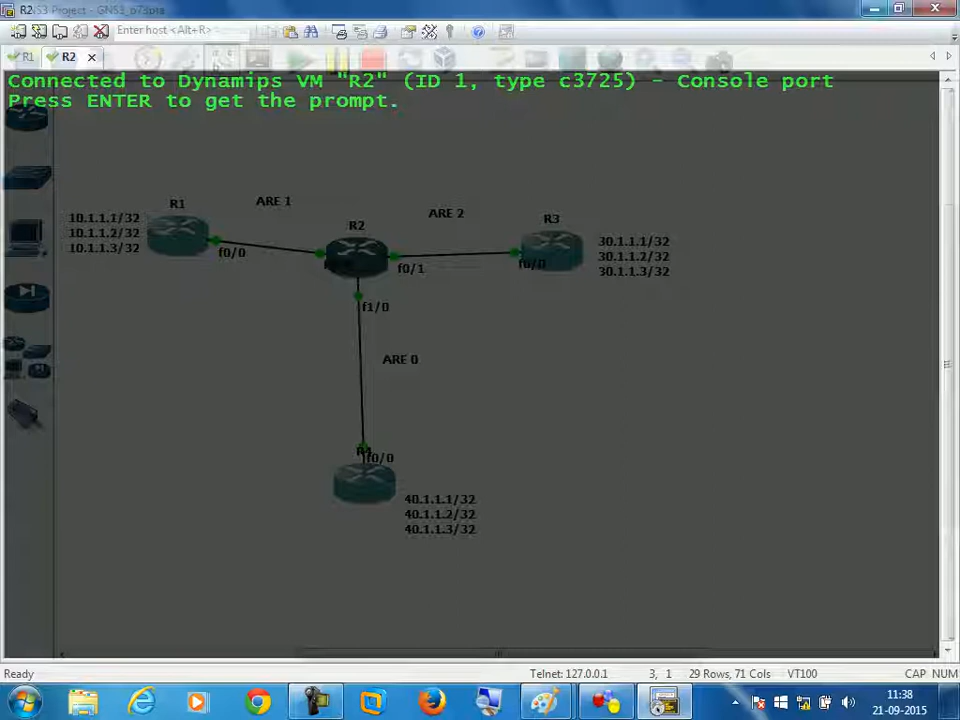 R2
GNS3 Project - GNS3_b73pra
Enter host <Alt+R>
R1
R2
Connected to Dynamips VM "R2" (ID 1, type c3725) - Console port
Press ENTER to get the prompt.
ARE 1
R1
ARE 2
10.1.1.1/32
10.1.1.2/32
10.1.1.3/32
R2
R3
f0/0
f0/1
f0/0
30.1.1.1/32
30.1.1.2/32
30.1.1.3/32
f1/0
ARE 0
f0/0
40.1.1.1/32
40.1.1.2/32
40.1.1.3/32
Ready
Telnet: 127.0.0.1
3, 1
29 Rows, 71 Cols
VT100
CAP NUM
11:38
21-09-2015